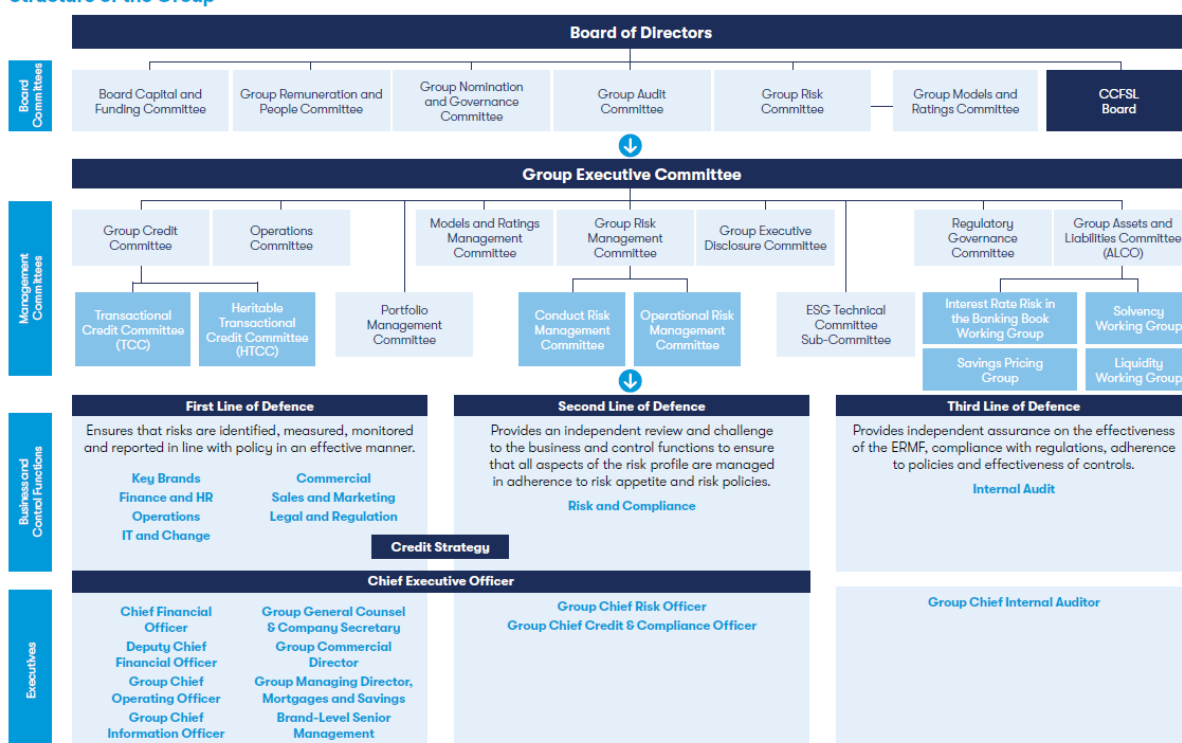 Structure of the Group
Board of Directors
Board
Committees
Board Capital and
Funding Committee
Group Remuneration and
People Committee
Group Nomination
and Governance
Committee
Group Audit
Committee
Group Risk
Committee
Group Models and
Ratings Committee
CCFSL
Board
Group Executive Committee
Management
Committees
Group Credit
Committee
Operations
Committee
Models and Ratings
Management
Committee
Group Risk
Management
Committee
Group Executive
Disclosure Committee
Regulatory
Governance
Committee
Group Assets and
Liabilities Committee
(ALCO)
Transactional
Credit Committee
(TCC)
Heritable
Transactional
Credit Committee
(HTCC)
Portfolio
Management
Committee
Conduct Risk
Management
Committee
Operational Risk
Management
Committee
ESG Technical
Committee
Sub-Committee
Interest Rate Risk in
the Banking Book
Working Group
Solvency
Working Group
Savings Pricing
Group
Liquidity
Working Group
Business and
Control Functions
First Line of Defence
Ensures that risks are identified, measured, monitored
and reported in line with policy in an effective manner.
Key Brands
Finance and HR
Operations
IT and Change
Commercial
Sales and Marketing
Legal and Regulation
Second Line of Defence
Provides an independent review and challenge
to the business and control functions to ensure
that all aspects of the risk profile are managed
in adherence to risk appetite and risk policies.
Risk and Compliance
Third Line of Defence
Provides independent assurance on the effectiveness
of the ERMF, compliance with regulations, adherence
to policies and effectiveness of controls.
Internal Audit
Credit Strategy
Executives
Chief Executive Officer
Chief Financial
Officer
Deputy Chief
Financial Officer
Group Chief
Operating Officer
Group Chief
Information Officer
Group General Counsel
& Company Secretary
Group Commercial
Director
Group Managing Director,
Mortgages and Savings
Brand-Level Senior
Management
Group Chief Risk Officer
Group Chief Credit & Compliance Officer
Group Chief Internal Auditor